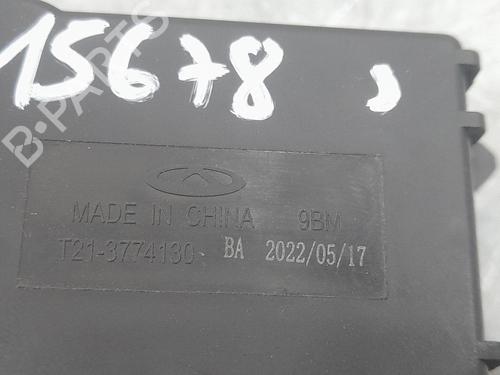 15678
B-PARTS
MADE IN CHINA 9BM
T21-3774130 BA 2022/05/17